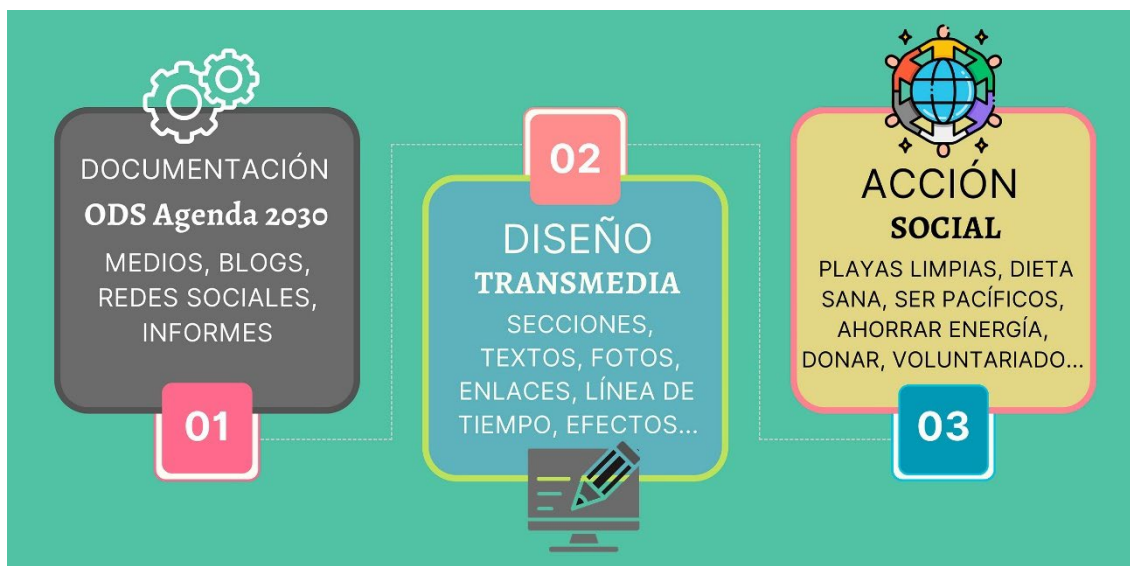 DOCUMENTACIÓN
ODS Agenda 2030
MEDIOS, BLOGS,
REDES SOCIALES,
INFORMES
01
02
DISEÑO
TRANSMEDIA
SECCIONES,
TEXTOS, FOTOS,
ENLACES, LÍNEA DE
TIEMPO, EFECTOS...
ACCIÓN
SOCIAL
PLAYAS LIMPIAS, DIETA
SANA, SER PACÍFICOS,
AHORRAR ENERGÍA,
DONAR, VOLUNTARIADO...
03